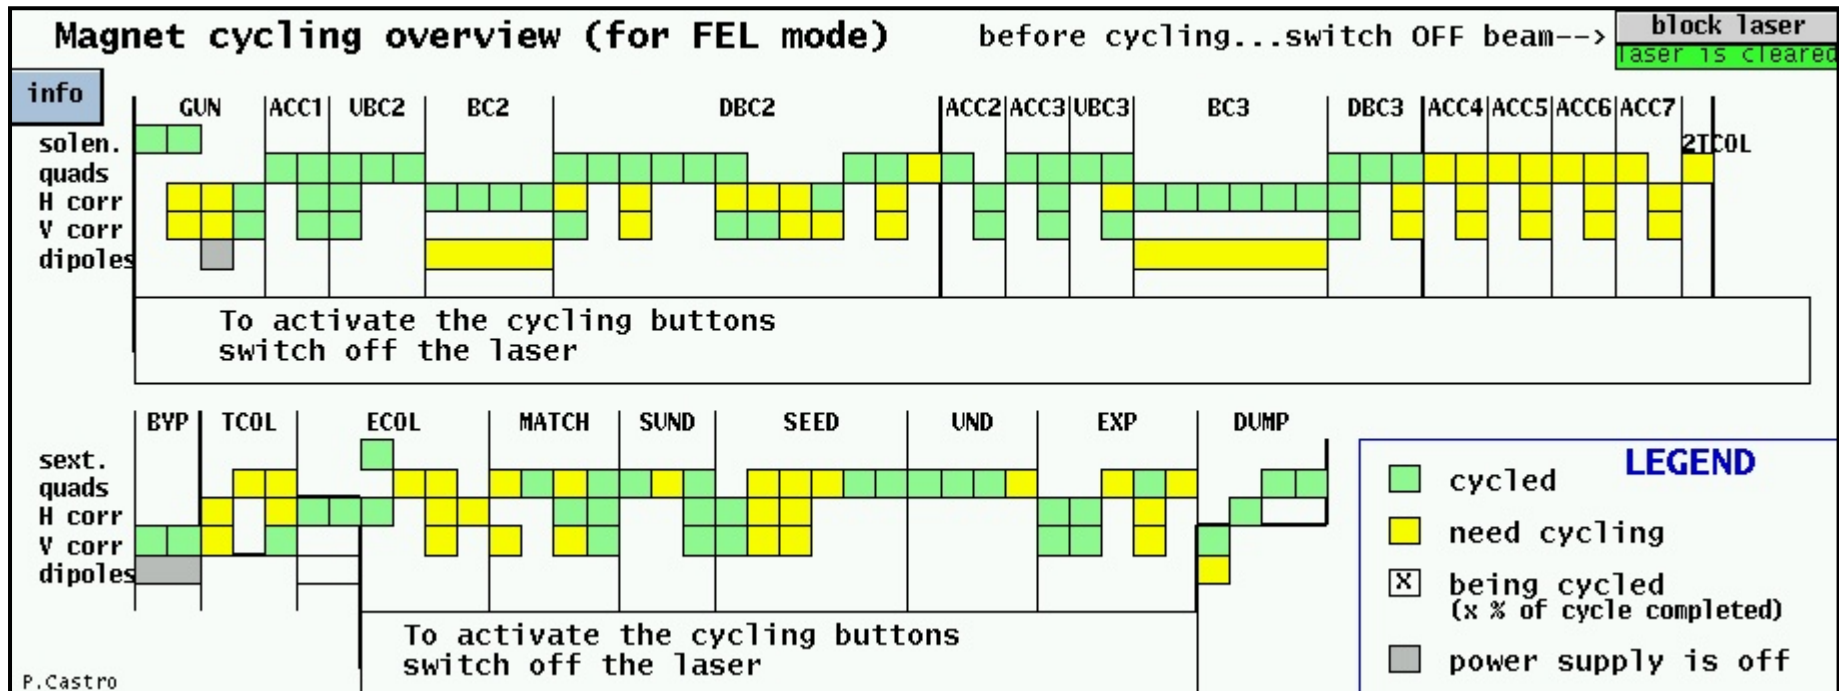 Magnet cycling overview (for FEL mode)
before cycling...switch OFF beam-->
block laser
laser is cleared
info
GUN ACC1 UBC2 BC2 DBC2 ACC2 ACC3 UBC3 BC3 DBC3 ACC4 ACC5 ACC6 ACC7
2TCOL
solen.
quads
H corr
V corr
dipoles
To activate the cycling buttons
switch off the laser
BYP TCOL ECOL MATCH SUND SEED UND EXP DUMP
sext.
quads
H corr
V corr
dipoles
To activate the cycling buttons
switch off the laser
LEGEND
cycled
need cycling
X being cycled
(x % of cycle completed)
power supply is off
P.Castro